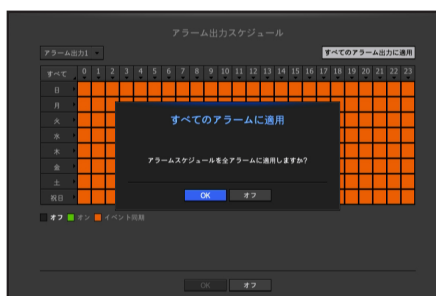 アラーム出力スケジュール
アラーム出力1
すべてのアラーム出力に適用
すべて 0 1 2 3 4 5 6 7 8 9 10 11 12 13 14 15 16 17 18 19 20 21 22 23
日
月
火
水
木
金
土
祝日
すべてのアラームに適用
アラームスケジュールを全アラームに適用しますか?
OK オフ
オフ オン イベント同期
OK オフ